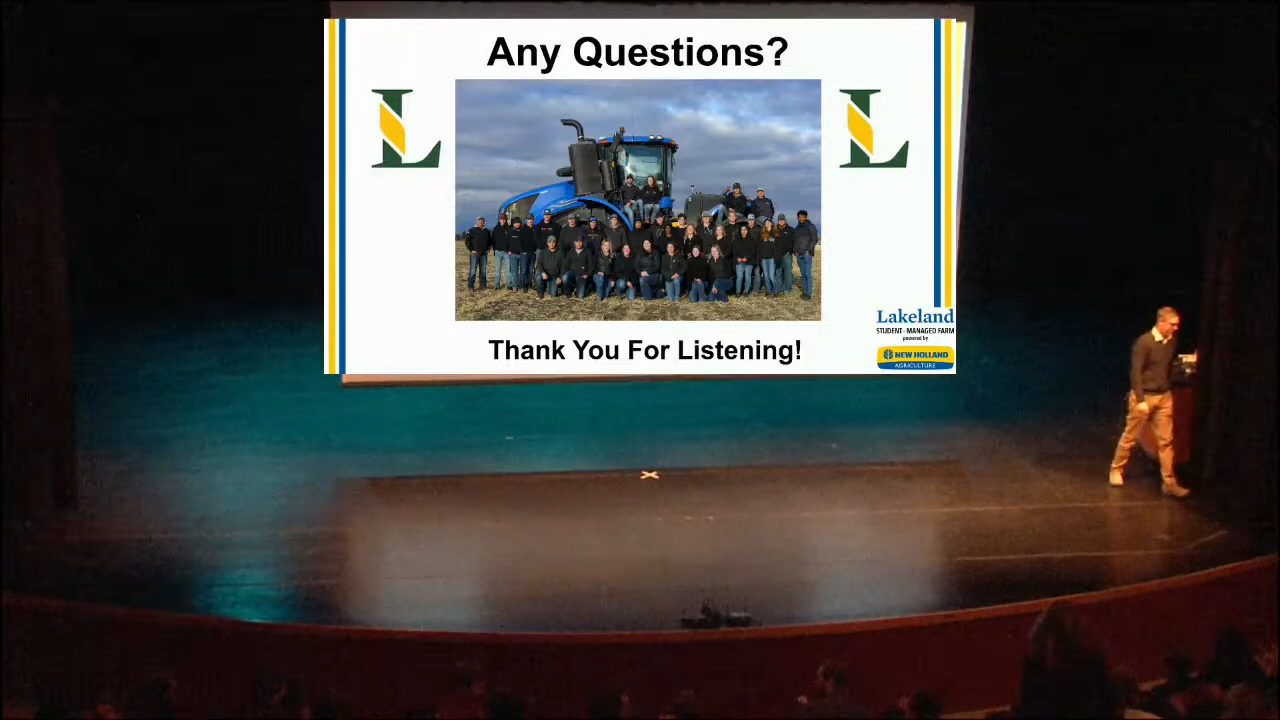 Any Questions?
L L
Thank You For Listening!
Lakeland
STUDENT - MANAGED FARM
powered by
NEW HOLLAND
AGRICULTURE